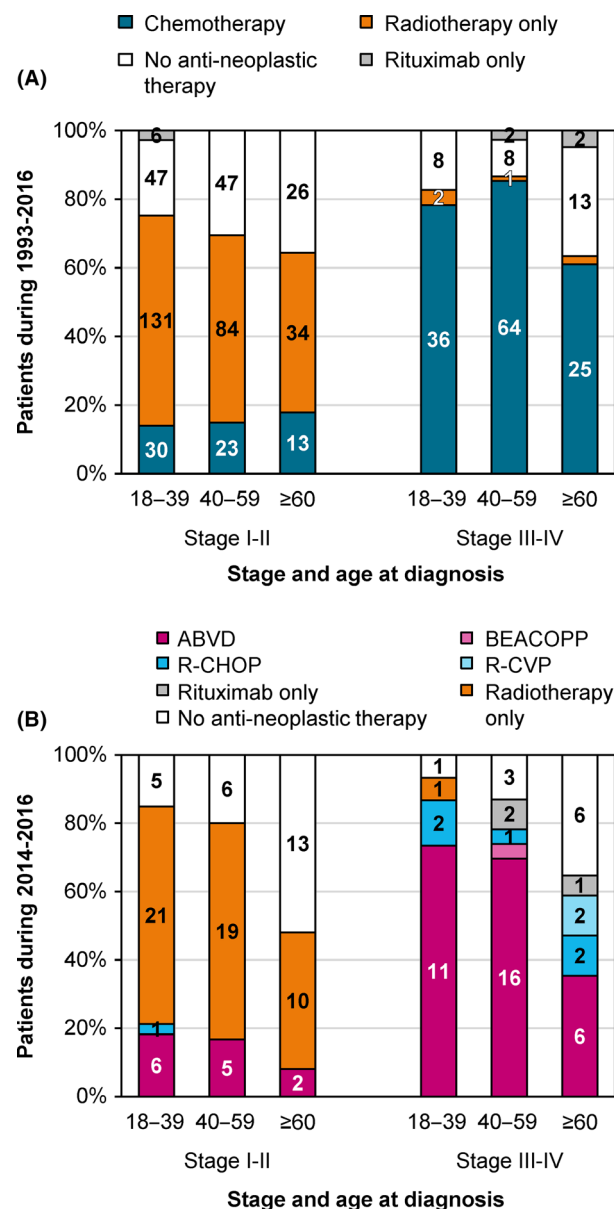 Chemotherapy
Radiotherapy only
No anti-neoplastic
therapy
Rituximab only
(A)
Patients during 1993-2016
100%
80%
60%
40%
20%
0%
6
47
131
30
47
84
23
26
34
13
8
2
36
2
8
1
64
2
13
25
18–39 40–59 ≥60 18–39 40–59 ≥60
Stage I-II Stage III-IV
Stage and age at diagnosis
ABVD
BEACOPP
R-CHOP
R-CVP
Rituximab only
Radiotherapy
only
No anti-neoplastic therapy
(B)
Patients during 2014-2016
100%
80%
60%
40%
20%
0%
5
21
1
6
6
19
5
13
10
2
1
1
2
11
3
2
1
16
6
1
2
2
6
18–39 40–59 ≥60 18–39 40–59 ≥60
Stage I-II Stage III-IV
Stage and age at diagnosis